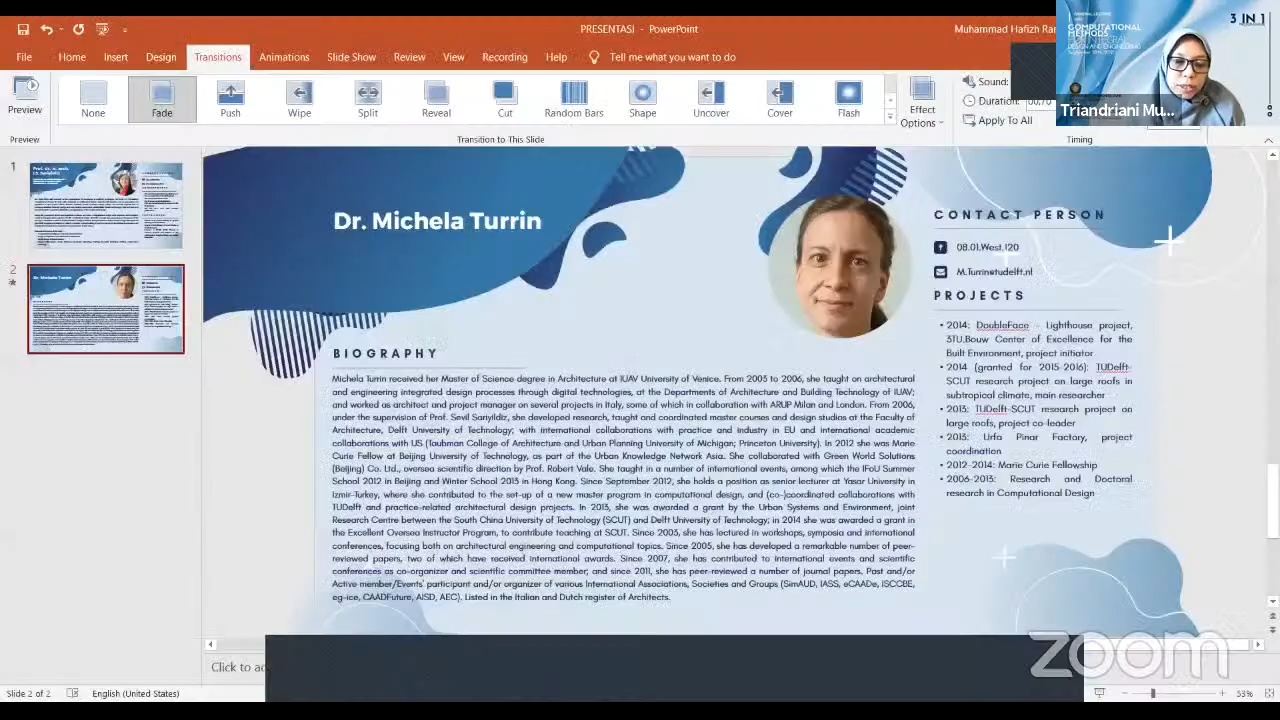 PRESENTASI - PowerPoint
Muhammad Hafizh Ra
File Home Insert Design Transitions Animations Slide Show Review View Recording Help Tell me what you want to do
Preview
None
Fade
Push
Wipe
Split
Reveal
Cut
Random Bars
Shape
Uncover
Cover
Flash
Effect
Options
Sound:
Duration:
Apply To All
Preview
Transition to This Slide
Timing
3 IN 1
COMPUTATIONAL
METHODS
DESIGN AND ENGINEERING
Triandriani Mu...
1
2
Dr. Michela Turrin
BIOGRAPHY
Michela Turrin received her Master of Science degree in Architecture at IUAV University of Venice. From 2003 to 2006, she taught on architectural
and engineering integrated design processes through digital technologies, at the Departments of Architecture and Building Technology of IUAV;
and worked as architect and project manager on several projects in Italy, some of which in collaboration with ARUP Milan and London. From 2006,
under the supervision of Prof. Sevil Sariyildiz, she developed research, taught and coordinated master courses and design studios at the Faculty of
Architecture, Delft University of Technology; with international collaborations with practice and industry in EU and international academic
collaborations with US (Taubman College of Architecture and Urban Planning University of Michigan; Princeton University). In 2012 she was Marie
Curie Fellow at Beijing University of Technology, as part of the Urban Knowledge Network Asia. She collaborated with Green World Solutions
(Beijing) Co. Ltd., oversea scientific direction by Prof. Robert Vale. She taught in a number of international events, among which the IFoU Summer
School 2012 in Beijing and Winter School 2013 in Hong Kong. Since September 2012, she holds a position as senior lecturer at Yasar University in
Izmir-Turkey, where she contributed to the set-up of a new master program in computational design, and (co-)coordinated collaborations with
TUDelft and practice-related architectural design projects. In 2013, she was awarded a grant by the Urban Systems and Environment, joint
Research Centre between the South China University of Technology (SCUT) and Delft University of Technology; in 2014 she was awarded a grant in
the Excellent Oversea Instructor Program, to contribute teaching at SCUT. Since 2003, she has lectured in workshops, symposia and international
conferences, focusing both on architectural engineering and computational topics. Since 2005, she has developed a remarkable number of peer-
reviewed papers, two of which have received international awards. Since 2007, she has contributed to international events and scientific
conferences as co-organizer and scientific committee member; and since 2011, she has peer-reviewed a number of journal papers. Past and/or
Active member/Events' participant and/or organizer of various International Associations, Societies and Groups (SimAUD, IASS, eCAADe, ISCCBE,
eg-ice, CAADFuture, AISD, AEC). Listed in the Italian and Dutch register of Architects.
CONTACT PERSON
08.01.West.120
M.Turrin@tudelft.nl
PROJECTS
• 2014: DoubleFace - Lighthouse project,
3TU.Bouw Center of Excellence for the
Built Environment, project initiator
• 2014 (granted for 2015-2016): TUDelft-
SCUT research project on large roofs in
subtropical climate, main researcher
• 2013: TUDelft-SCUT research project on
large roofs, project co-leader
• 2013: Urfa Pinar Factory, project
coordination
• 2012-2014: Marie Curie Fellowship
• 2006-2013: Research and Doctoral
research in Computational Design
Click to ad
zoom
Slide 2 of 2
English (United States)
53%